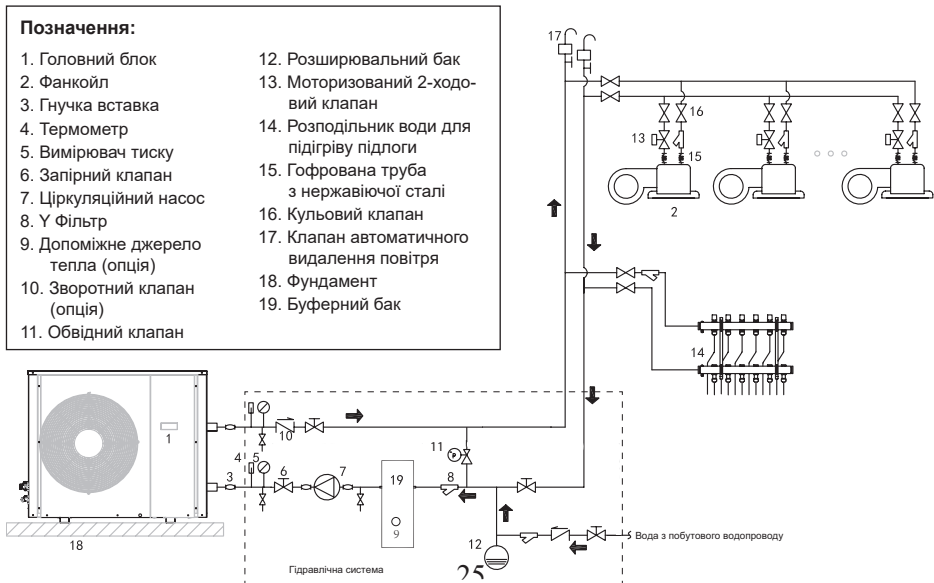 Позначення:
1. Головний блок
2. Фанкойл
3. Гнучка вставка
4. Термометр
5. Вимірювач тиску
6. Запірний клапан
7. Ціркуляційний насос
8. Y Фільтр
9. Допоміжне джерело
тепла (опція)
10. Зворотний клапан
(опція)
11. Обвідний клапан
12. Розширювальний бак
13. Моторизований 2-ходо-
вий клапан
14. Розподільник води для
підігріву підлоги
15. Гофрована труба
з нержавіючої сталі
16. Кульовий клапан
17. Клапан автоматичного
видалення повітря
18. Фундамент
19. Буферний бак
17
16
13
15
2
14
1
10
11
4
5
3
6
7
19
8
9
12
18
Вода з побутового водопроводу
Гідравлічна система
25